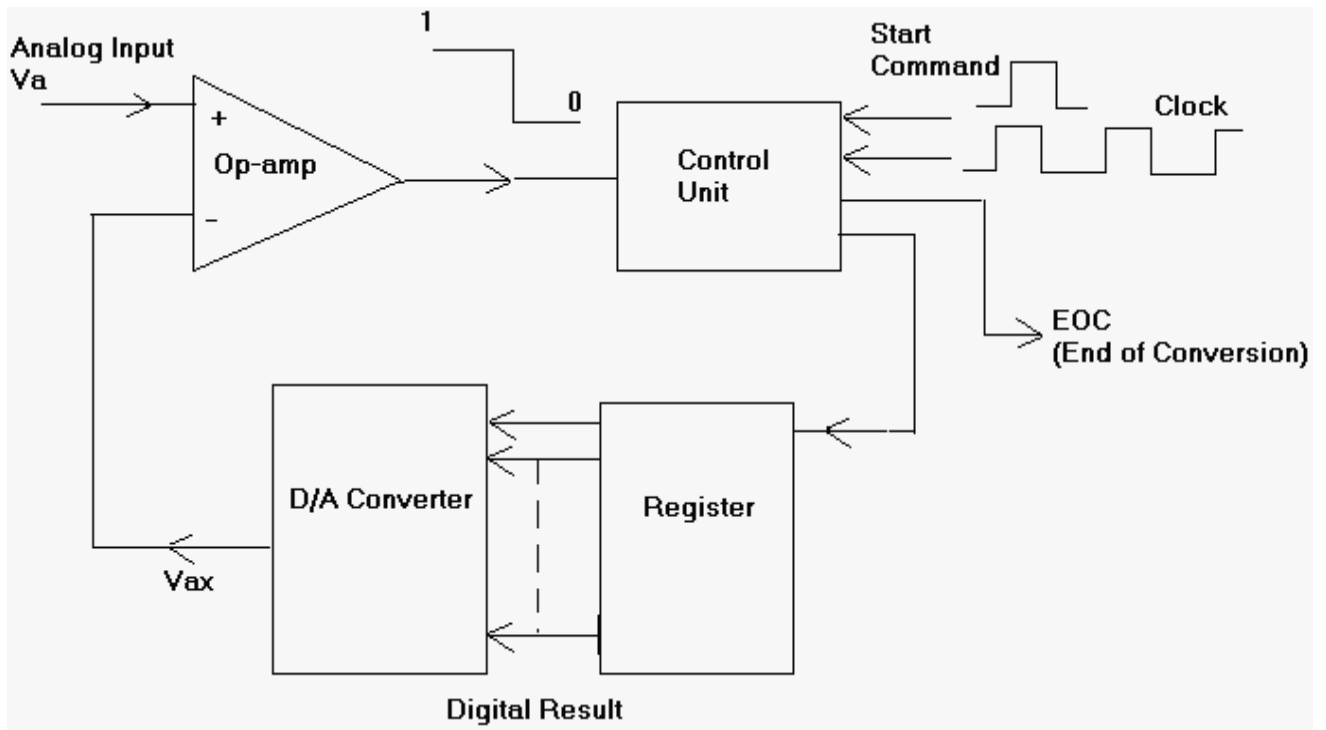 Analog Input
Va
+
Op-amp
-
1
0
Start
Command
Clock
Control
Unit
EOC
(End of Conversion)
D/A Converter
Register
Vax
Digital Result